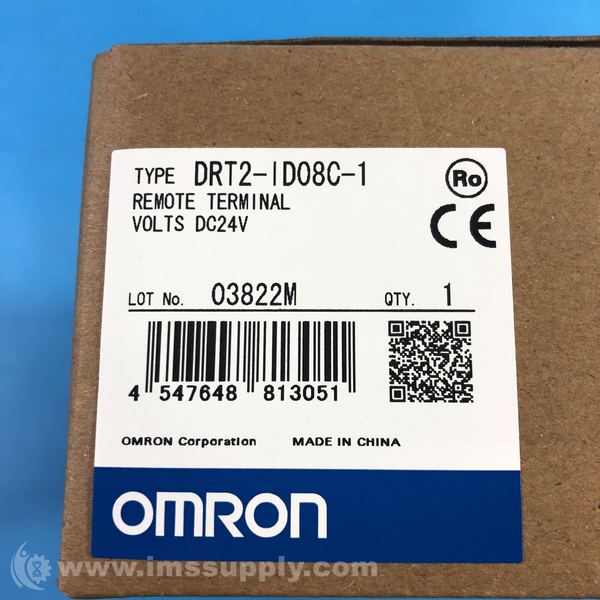 TYPE DRT2-ID08C-1
Ro
REMOTE TERMINAL
VOLTS DC24V
CE
LOT No. 03822M QTY. 1
4 547648 813051
OMRON Corporation MADE IN CHINA
OMRON
www.imssupply.com